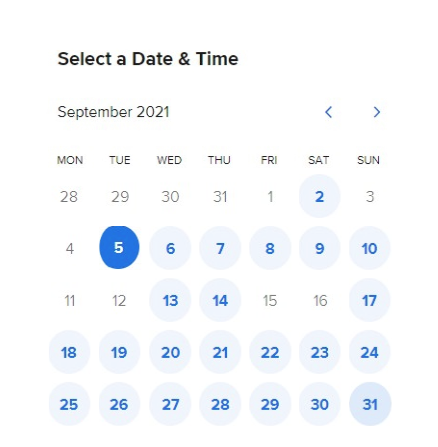 Select a Date & Time
September 2021
MON TUE WED THU FRI SAT SUN
28 29 30 31 1 2 3
4 5 6 7 8 9 10
11 12 13 14 15 16 17
18 19 20 21 22 23 24
25 26 27 28 29 30 31